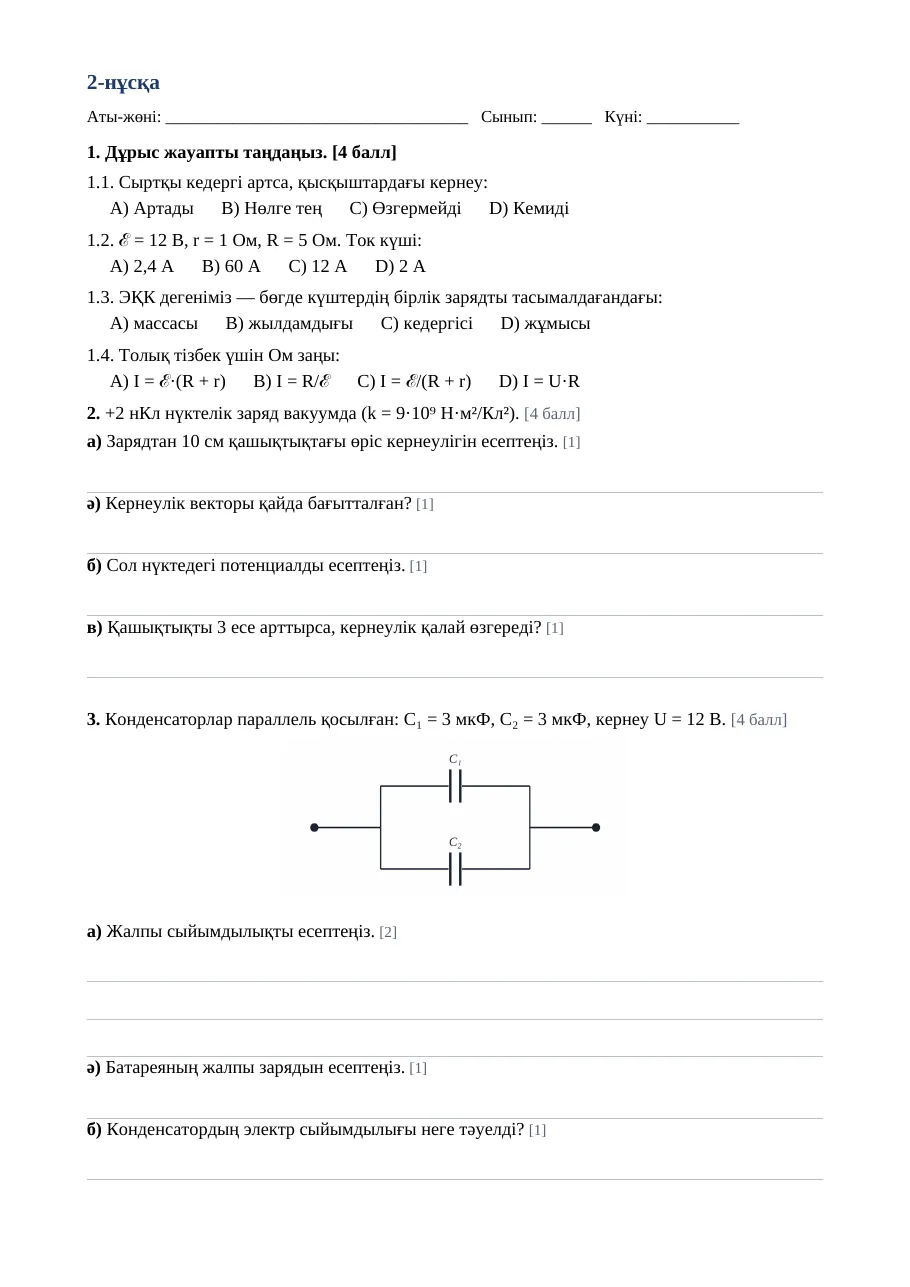 2-нұсқа
Аты-жөні: ____________________________________ Сынып: ______ Күні: ___________
1. Дұрыс жауапты таңдаңыз. [4 балл]
1.1. Сыртқы кедергі артса, қысқыштардағы кернеу:
A) Артады B) Нөлге тең C) Өзгермейді D) Кемиді
1.2. ℰ = 12 В, r = 1 Ом, R = 5 Ом. Ток күші:
A) 2,4 А B) 60 А C) 12 А D) 2 А
1.3. ЭҚК дегеніміз — бөгде күштердің бірлік зарядты тасымалдағандағы:
A) массасы B) жылдамдығы C) кедергісі D) жұмысы
1.4. Толық тізбек үшін Ом заңы:
A) I = ℰ·(R + r) B) I = R/ℰ C) I = ℰ/(R + r) D) I = U·R
2. +2 нКл нүктелік заряд вакуумда (k = 9·10⁹ Н·м²/Кл²). [4 балл]
а) Зарядтан 10 см қашықтықтағы өріс кернеулігін есептеңіз. [1]
ә) Кернеулік векторы қайда бағытталған? [1]
б) Сол нүктедегі потенциалды есептеңіз. [1]
в) Қашықтықты 3 есе арттырса, кернеулік қалай өзгереді? [1]
3. Конденсаторлар параллель қосылған: C₁ = 3 мкФ, C₂ = 3 мкФ, кернеу U = 12 В. [4 балл]
C₁
C₂
а) Жалпы сыйымдылықты есептеңіз. [2]
ә) Батареяның жалпы зарядын есептеңіз. [1]
б) Конденсатордың электр сыйымдылығы неге тәуелді? [1]